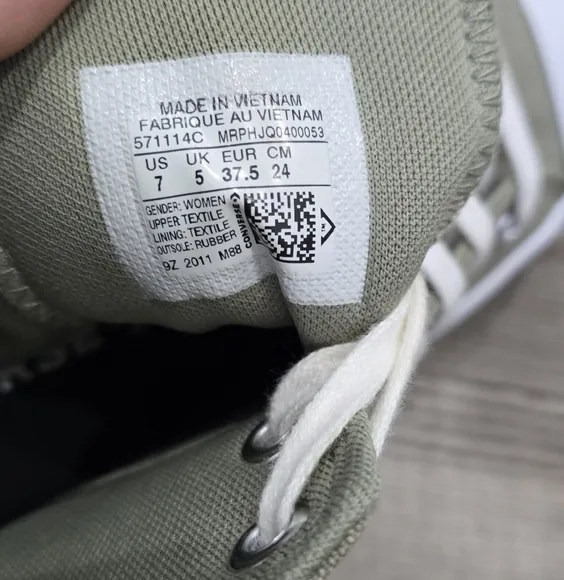 MADE IN VIETNAM
FABRIQUE AU VIETNAM
571114C MRPHJQ0400053
US UK EUR CM
7 5 37.5 24
GENDER: WOMEN
UPPER TEXTILE
LINING: TEXTILE
OUTSOLE: RUBBER
9Z 2011 M88
CONVERSE